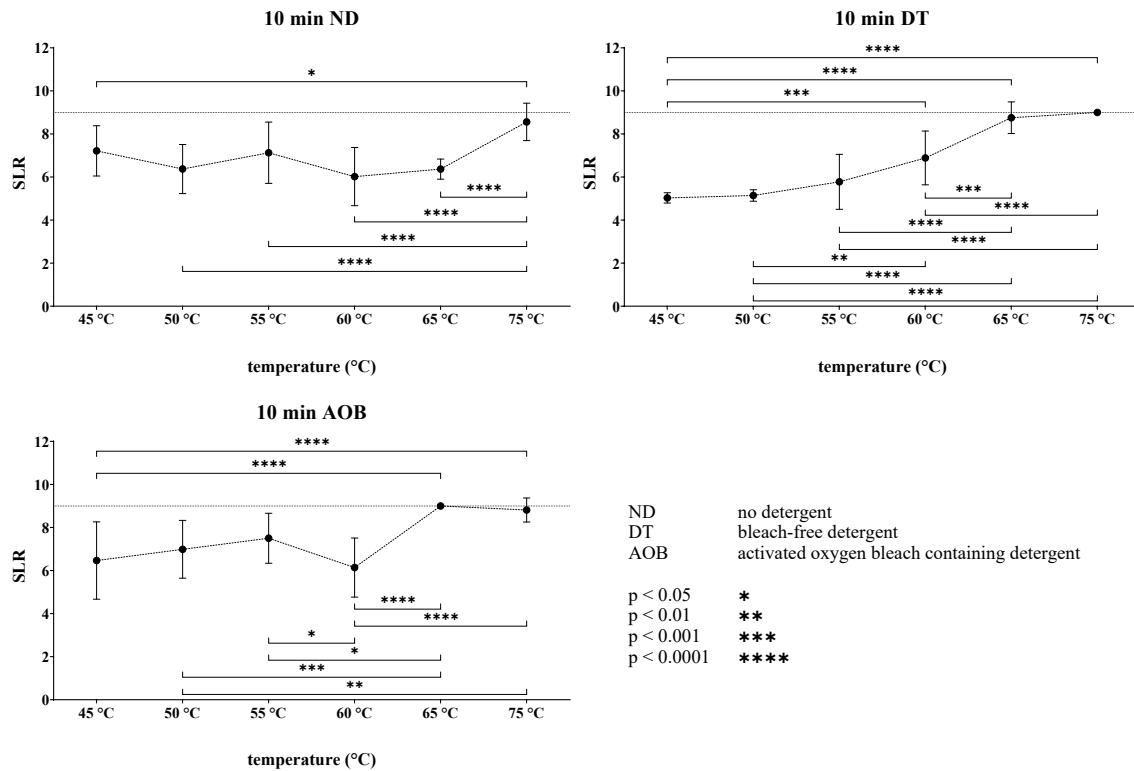 10 min ND
12
10
8
6
4
2
0
SLR
*
****
****
****
****
45 °C 50 °C 55 °C 60 °C 65 °C 75 °C
temperature (°C)
10 min DT
12
10
8
6
4
2
0
SLR
****
****
***
***
****
****
****
**
****
****
45 °C 50 °C 55 °C 60 °C 65 °C 75 °C
temperature (°C)
10 min AOB
12
10
8
6
4
2
0
SLR
****
****
****
****
*
*
***
**
45 °C 50 °C 55 °C 60 °C 65 °C 75 °C
temperature (°C)
ND no detergent
DT bleach-free detergent
AOB activated oxygen bleach containing detergent
p < 0.05 *
p < 0.01 **
p < 0.001 ***
p < 0.0001 ****